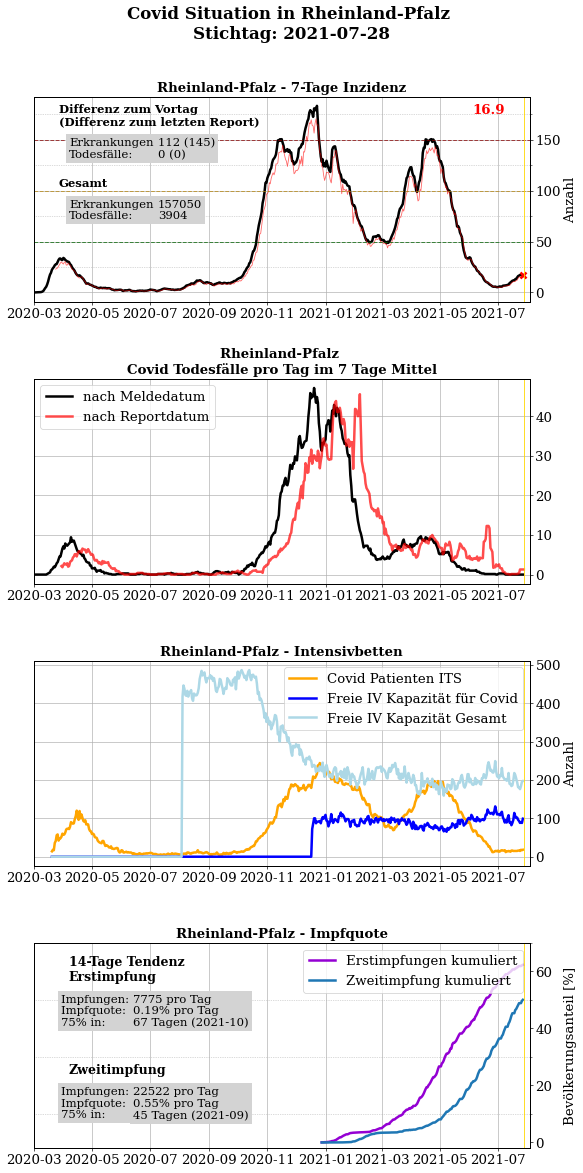 Covid Situation in Rheinland-Pfalz
Stichtag: 2021-07-28
Rheinland-Pfalz - 7-Tage Inzidenz
Differenz zum Vortag
(Differenz zum letzten Report)
Erkrankungen 112 (145)
Todesfälle: 0 (0)
Gesamt
Erkrankungen 157050
Todesfälle: 3904
16.9
150
100
50
0
Anzahl
2020-03 2020-05 2020-07 2020-09 2020-11 2021-01 2021-03 2021-05 2021-07
Rheinland-Pfalz
Covid Todesfälle pro Tag im 7 Tage Mittel
nach Meldedatum
nach Reportdatum
40
30
20
10
0
2020-03 2020-05 2020-07 2020-09 2020-11 2021-01 2021-03 2021-05 2021-07
Rheinland-Pfalz - Intensivbetten
Covid Patienten ITS
Freie IV Kapazität für Covid
Freie IV Kapazität Gesamt
500
400
300
200
100
0
Anzahl
2020-03 2020-05 2020-07 2020-09 2020-11 2021-01 2021-03 2021-05 2021-07
Rheinland-Pfalz - Impfquote
14-Tage Tendenz
Erstimpfung
Impfungen: 7775 pro Tag
Impfquote: 0.19% pro Tag
75% in: 67 Tagen (2021-10)
Zweitimpfung
Impfungen: 22522 pro Tag
Impfquote: 0.55% pro Tag
75% in: 45 Tagen (2021-09)
Erstimpfungen kumuliert
Zweitimpfung kumuliert
60
40
20
0
Bevölkerungsanteil [%]
2020-03 2020-05 2020-07 2020-09 2020-11 2021-01 2021-03 2021-05 2021-07